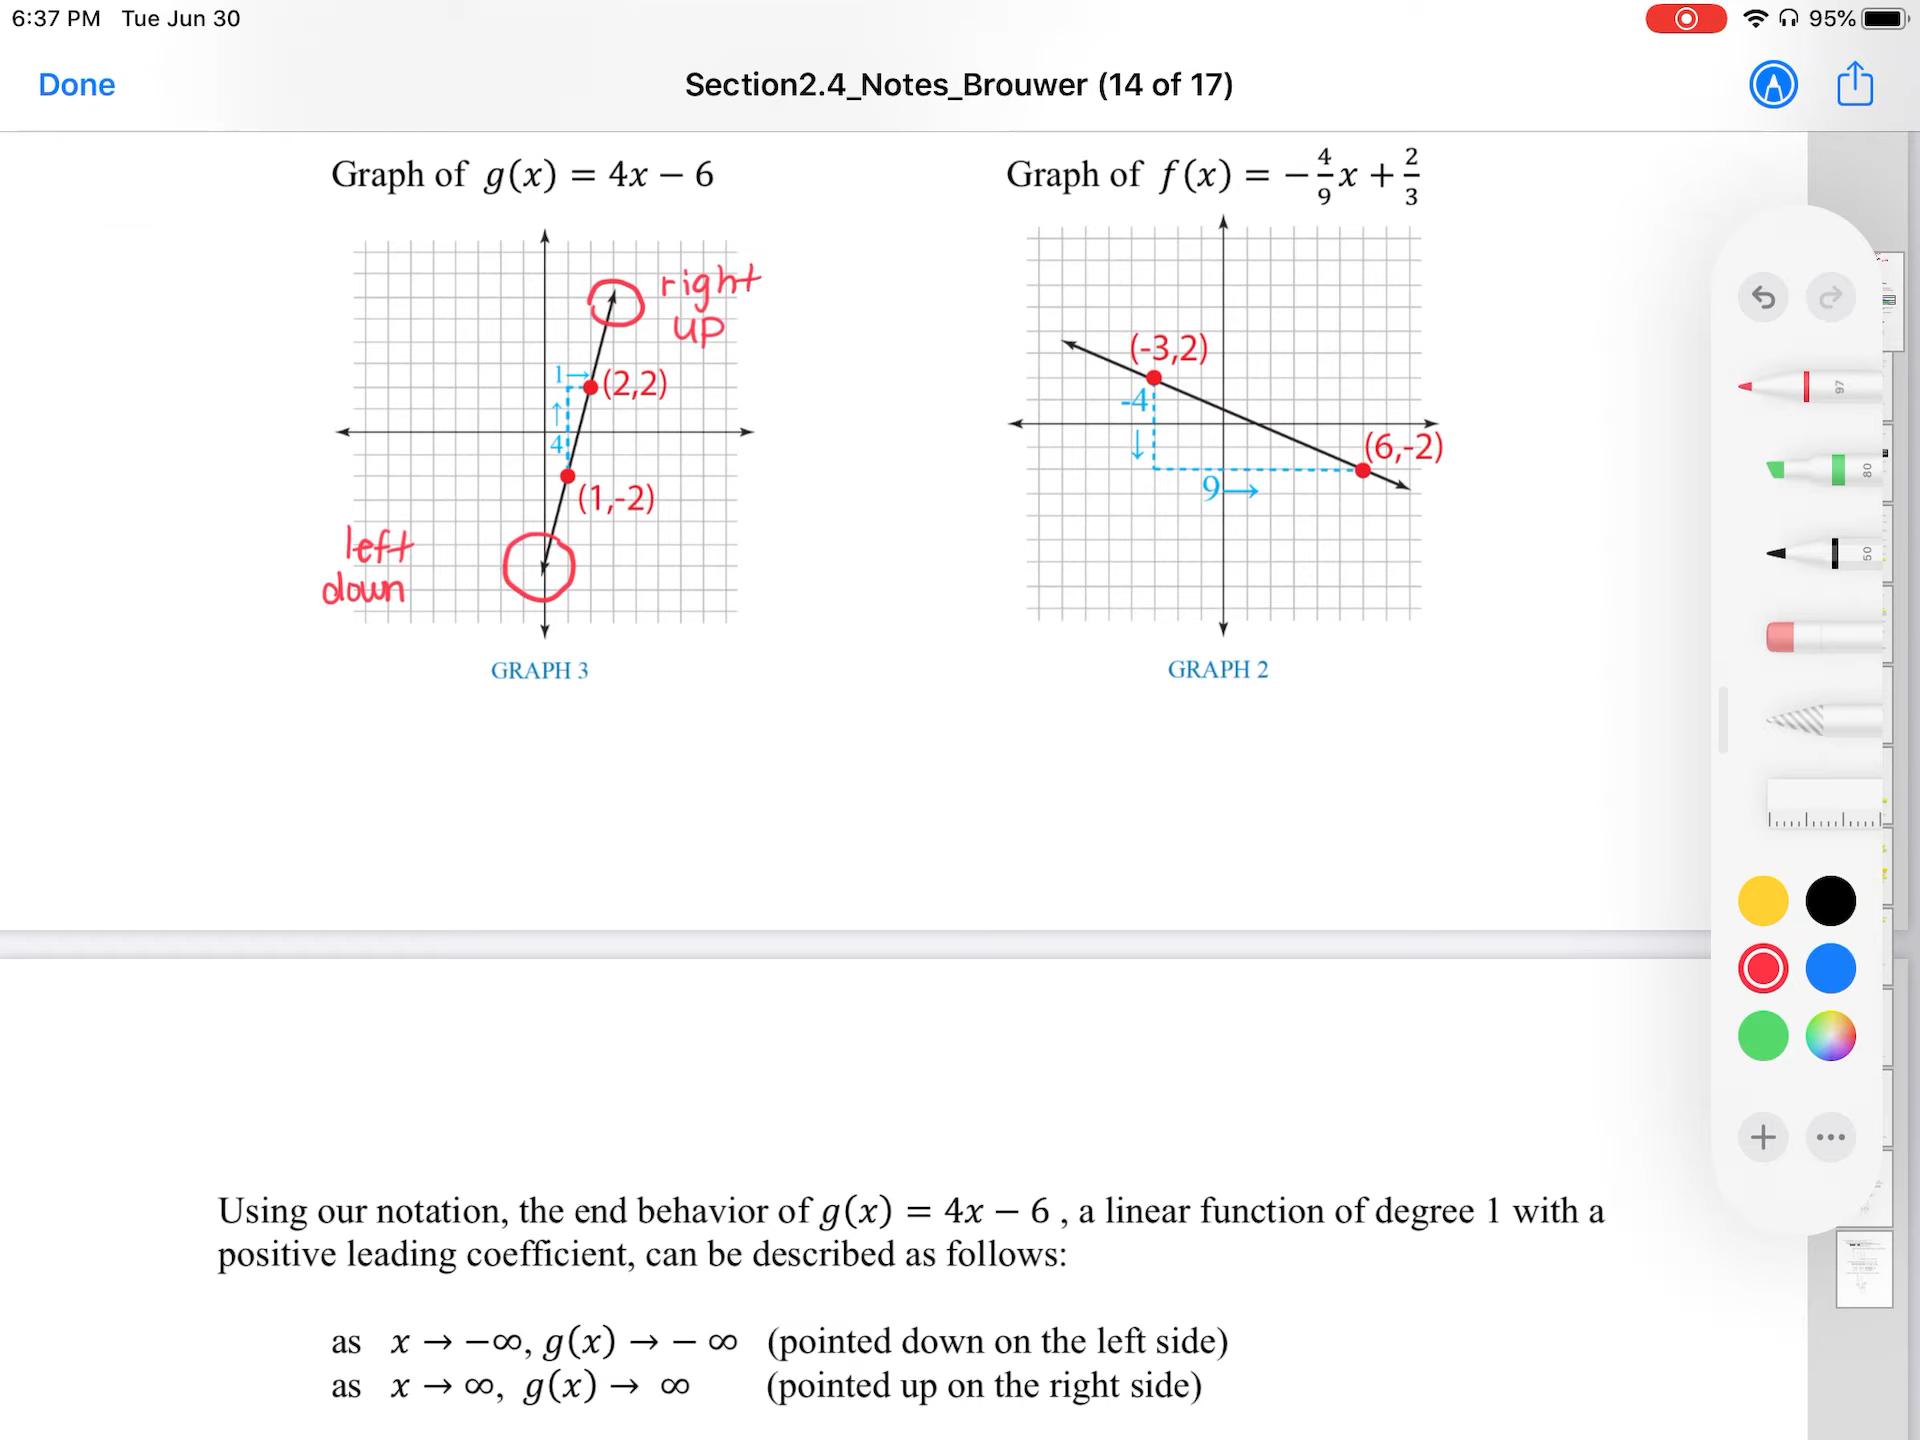 6:37 PM Tue Jun 30
95%
Done
Section2.4_Notes_Brouwer (14 of 17)
Graph of g(x) = 4x − 6
Graph of f(x) = −4/9x + 2/3
right
up
1→
(2,2)
↑
4
(1,-2)
left
down
GRAPH 3
(-3,2)
-4
↓
(6,-2)
9→
GRAPH 2
97
80
50
Using our notation, the end behavior of g(x) = 4x − 6 , a linear function of degree 1 with a
positive leading coefficient, can be described as follows:
as x → −∞, g(x) → − ∞ (pointed down on the left side)
as x → ∞, g(x) → ∞ (pointed up on the right side)